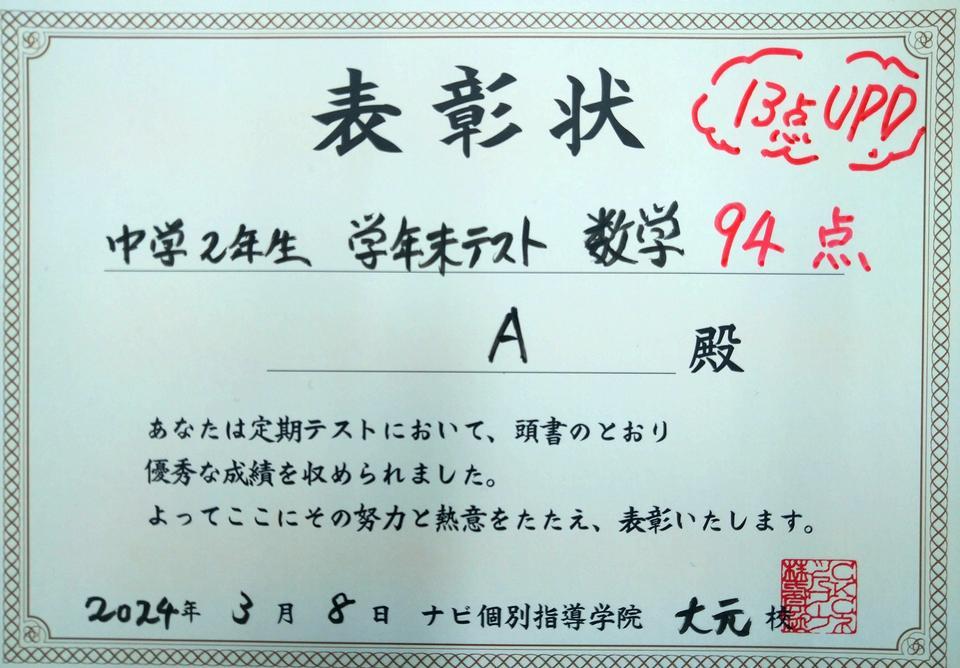 表彰状
13点UP!
中学2年生 学年末テスト 数学 94点
A 殿
あなたは定期テストにおいて、頭書のとおり
優秀な成績を収められました。
よってここにその努力と熱意をたたえ、表彰いたします。
2024年 3月 8日 ナビ個別指導学院 大元 校